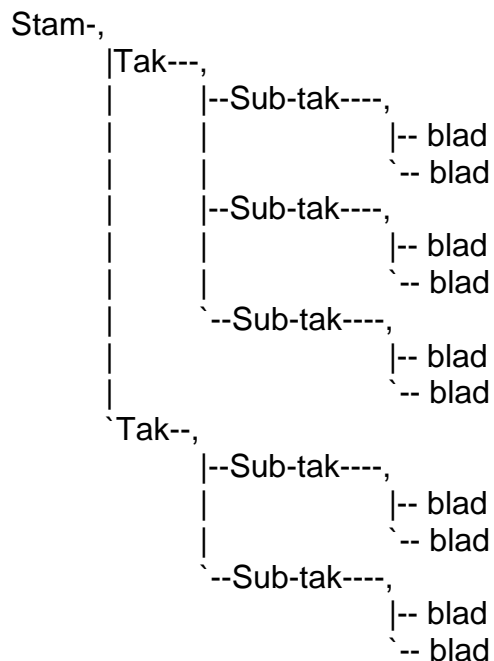 Stam-,
|Tak---,
| |--Sub-tak----,
| | |-- blad
| | `-- blad
| |--Sub-tak----,
| | |-- blad
| | `-- blad
| `--Sub-tak----,
| |-- blad
| `-- blad
|
`Tak--,
|--Sub-tak----,
| |-- blad
| `-- blad
`--Sub-tak----,
|-- blad
`-- blad